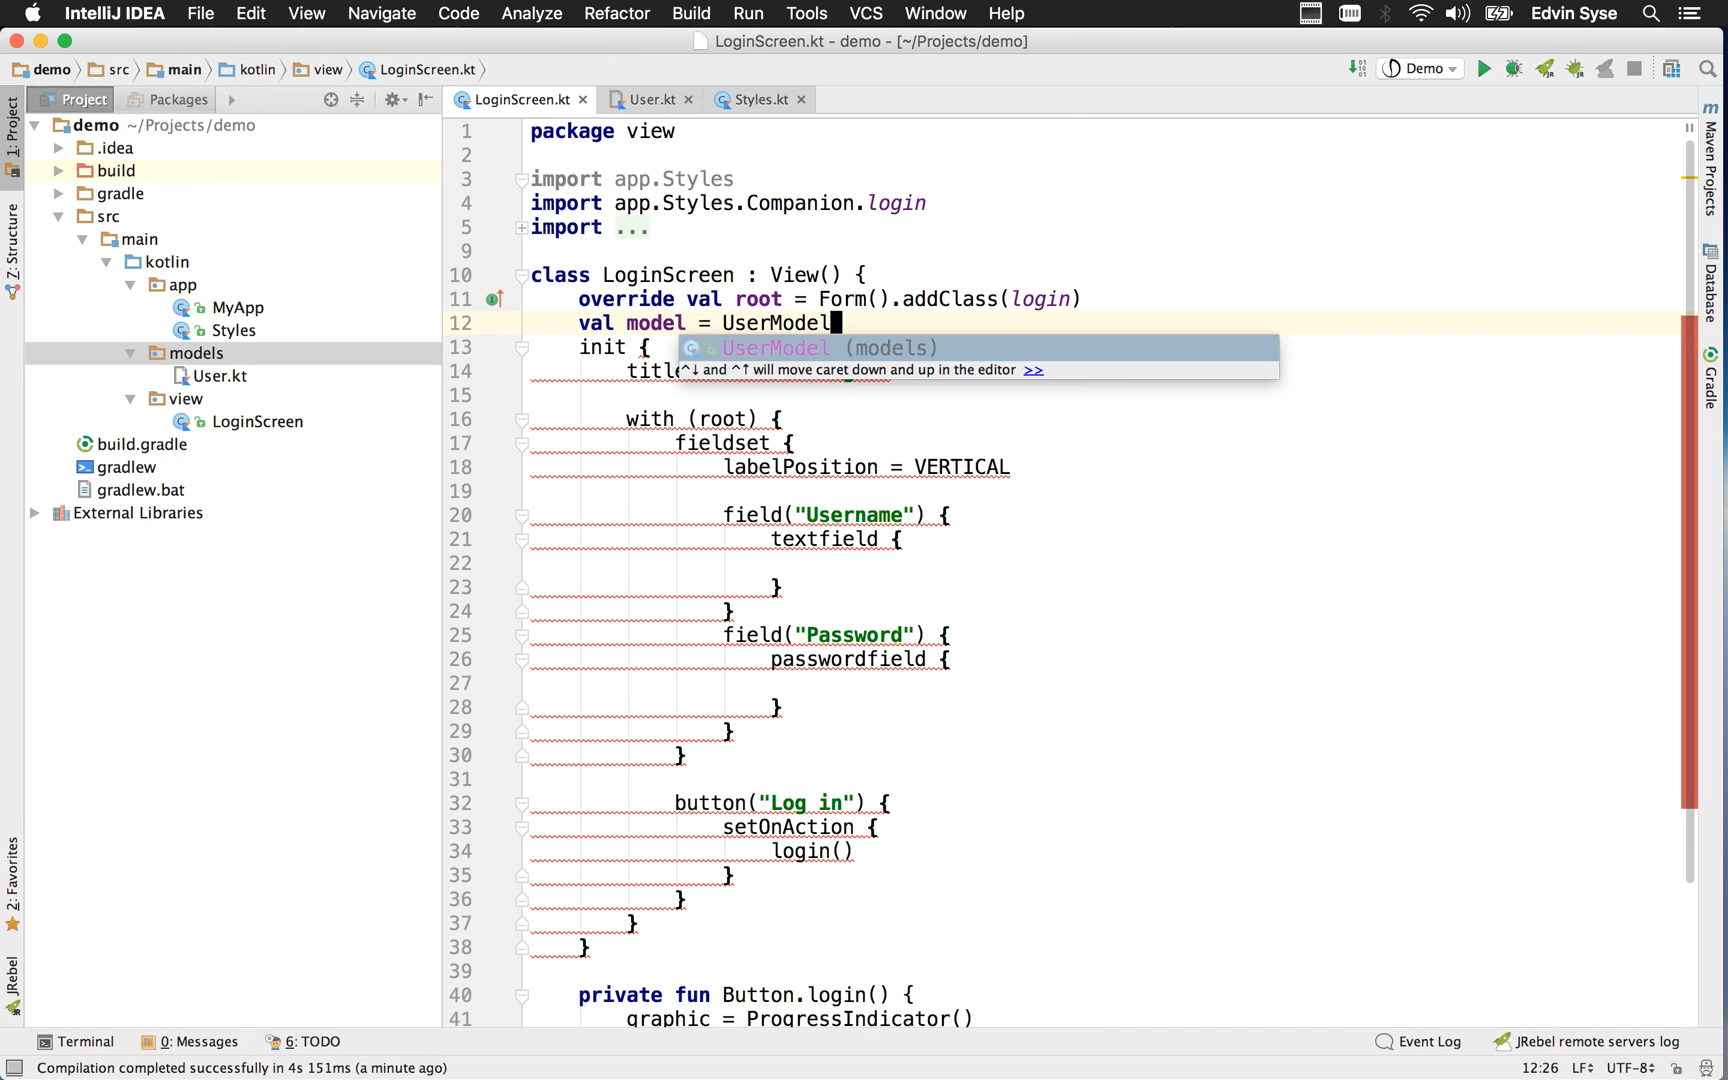 IntelliJ IDEA File Edit View Navigate Code Analyze Refactor Build Run Tools VCS Window Help Edvin Syse
LoginScreen.kt - demo - [~/Projects/demo]
demo src main kotlin view LoginScreen.kt Demo
Project Packages LoginScreen.kt User.kt Styles.kt
1: Project
Z: Structure
2: Favorites
JRebel
demo ~/Projects/demo
.idea
build
gradle
src
main
kotlin
app
MyApp
Styles
models
User.kt
view
LoginScreen
build.gradle
gradlew
gradlew.bat
External Libraries
1 package view
2
3 import app.Styles
4 import app.Styles.Companion.login
5 import ...
9
10 class LoginScreen : View() {
11 override val root = Form().addClass(login)
12 val model = UserModel
13 init {
UserModel (models)
14 title
^↓ and ^↑ will move caret down and up in the editor >>
15
16 with (root) {
17 fieldset {
18 labelPosition = VERTICAL
19
20 field("Username") {
21 textfield {
22
23 }
24 }
25 field("Password") {
26 passwordfield {
27
28 }
29 }
30 }
31
32 button("Log in") {
33 setOnAction {
34 login()
35 }
36 }
37 }
38 }
39
40 private fun Button.login() {
41 graphic = ProgressIndicator()
m Maven Projects
Database
Gradle
Terminal 0: Messages 6: TODO Event Log JRebel remote servers log
Compilation completed successfully in 4s 151ms (a minute ago) 12:26 LF UTF-8